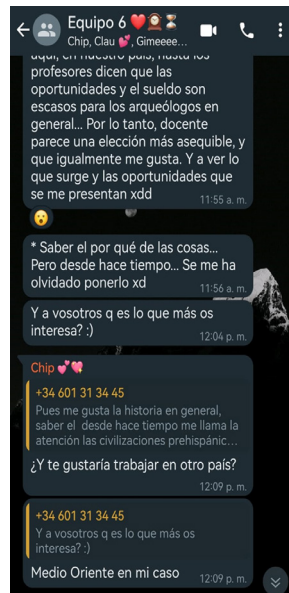 Equipo 6 ❤️🕰️⏳
Chip, Clau 💕, Gimeeee...
aquí, en nuestro país, hasta los
profesores dicen que las
oportunidades y el sueldo son
escasos para los arqueólogos en
general... Por lo tanto, docente
parece una elección más asequible, y
que igualmente me gusta. Y a ver lo
que surge y las oportunidades que
se me presentan xdd
11:55 a. m.
😮
* Saber el por qué de las cosas...
Pero desde hace tiempo... Se me ha
olvidado ponerlo xd
11:56 a. m.
Y a vosotros q es lo que más os
interesa? :)
12:04 p. m.
Chip 💕💘
+34 601 31 34 45
Pues me gusta la historia en general,
saber el  desde hace tiempo me llama la
atención las civilizaciones prehispánic...
¿Y te gustaría trabajar en otro país?
12:09 p. m.
+34 601 31 34 45
Y a vosotros q es lo que más os
interesa? :)
Medio Oriente en mi caso
12:09 p. m.